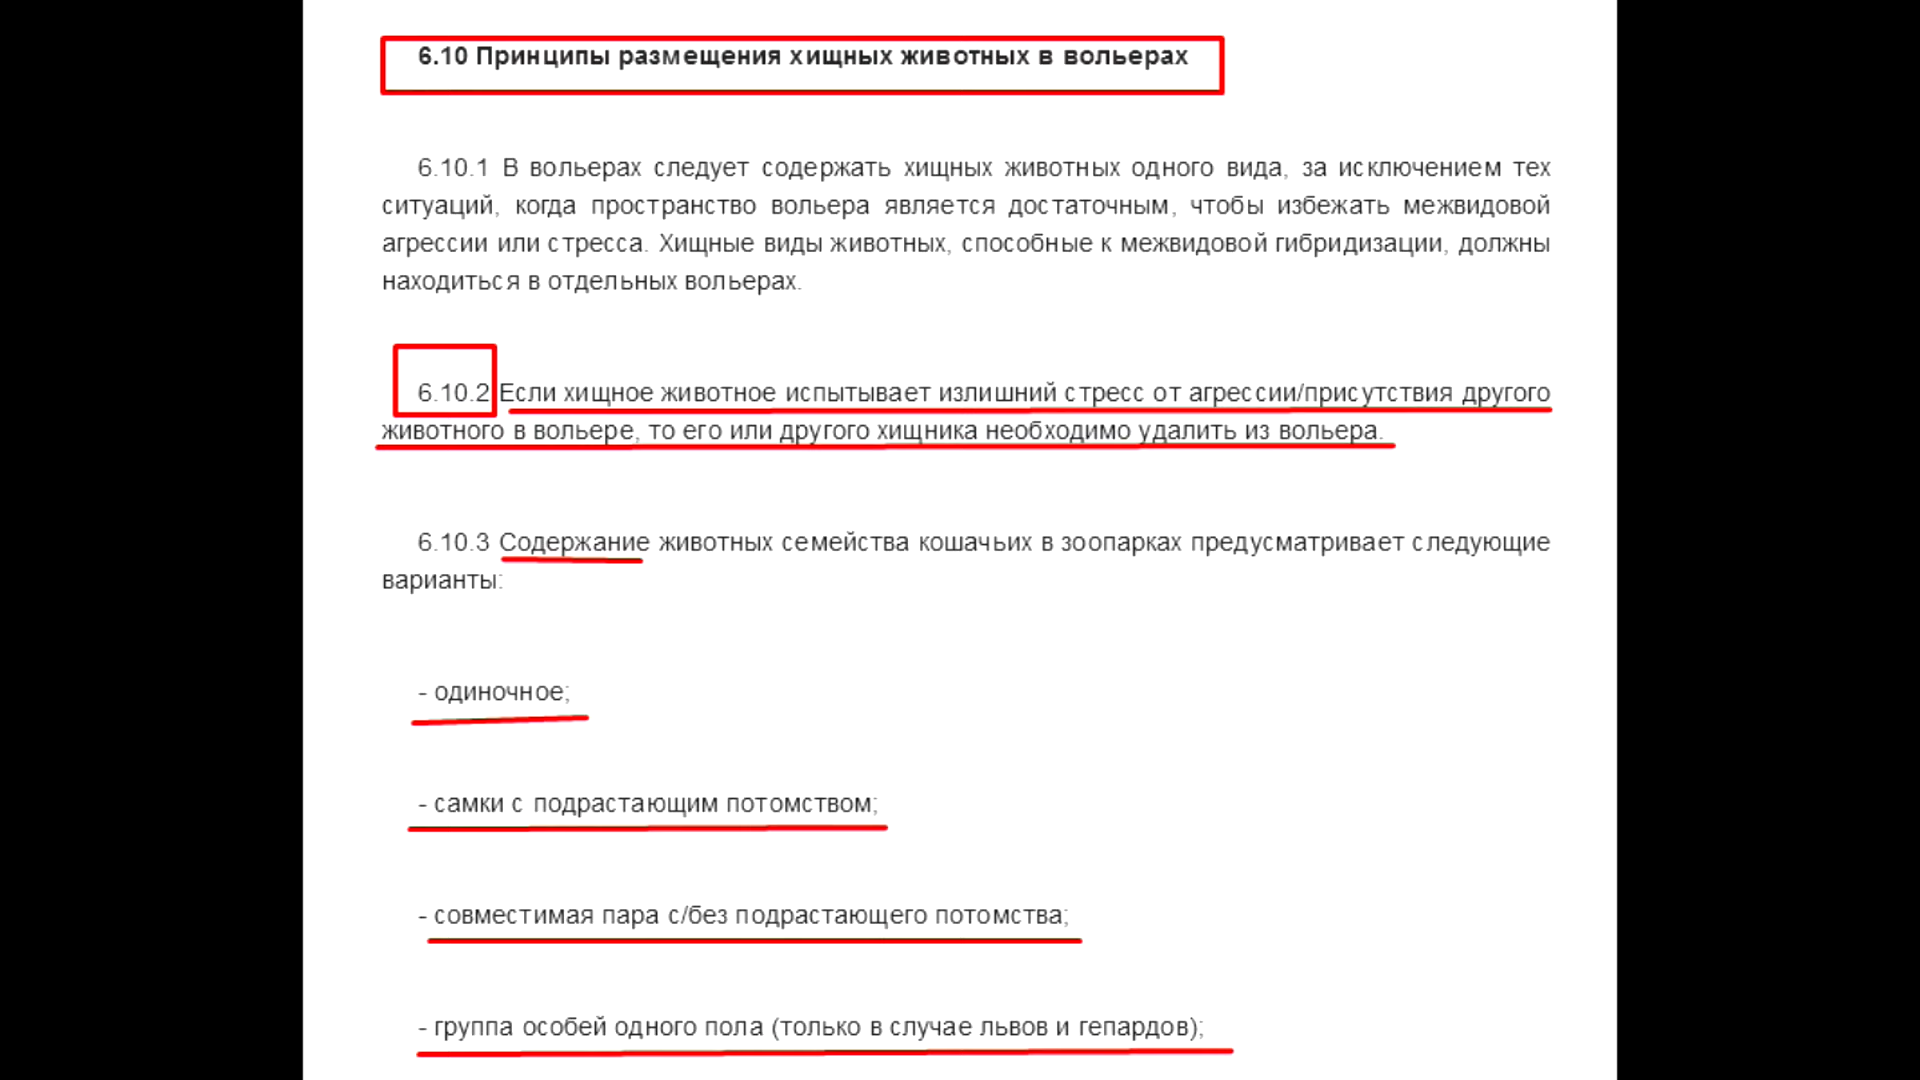 6.10 Принципы размещения хищных животных в вольерах
6.10.1 В вольерах следует содержать хищных животных одного вида, за исключением тех
ситуаций, когда пространство вольера является достаточным, чтобы избежать межвидовой
агрессии или стресса. Хищные виды животных, способные к межвидовой гибридизации, должны
находиться в отдельных вольерах.
6.10.2 Если хищное животное испытывает излишний стресс от агрессии/присутствия другого
животного в вольере, то его или другого хищника необходимо удалить из вольера.
6.10.3 Содержание животных семейства кошачьих в зоопарках предусматривает следующие
варианты:
- одиночное;
- самки с подрастающим потомством;
- совместимая пара с/без подрастающего потомства;
- группа особей одного пола (только в случае львов и гепардов);